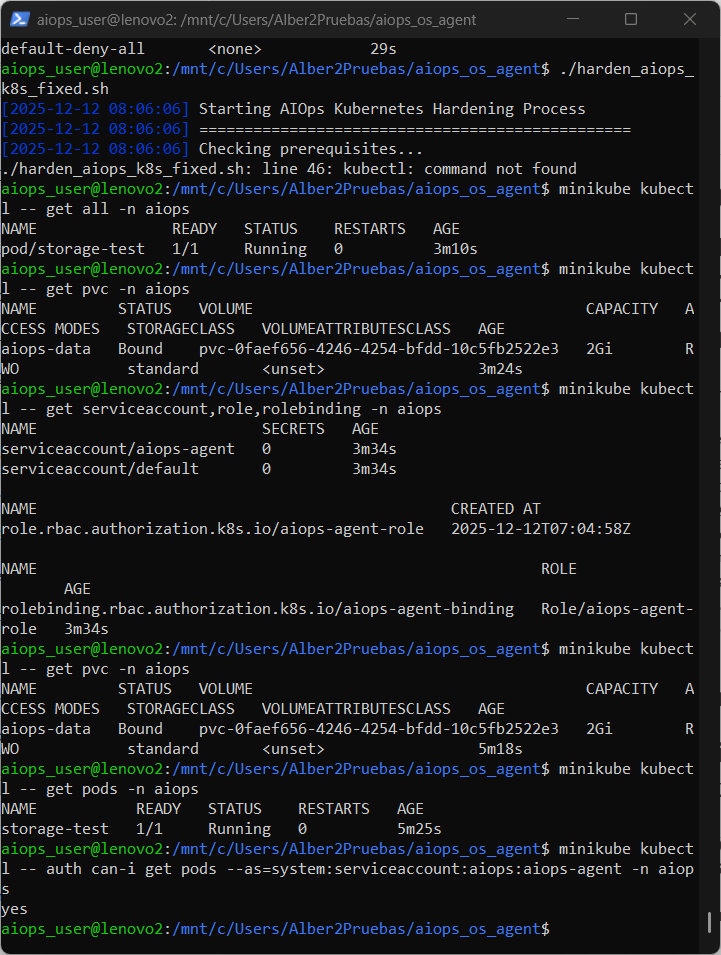 aiops_user@lenovo2: /mnt/c/Users/Alber2Pruebas/aiops_os_agent
default-deny-all       <none>            29s
aiops_user@lenovo2:/mnt/c/Users/Alber2Pruebas/aiops_os_agent$ ./harden_aiops_
k8s_fixed.sh
[2025-12-12 08:06:06] Starting AIOps Kubernetes Hardening Process
[2025-12-12 08:06:06] ================================================
[2025-12-12 08:06:06] Checking prerequisites...
./harden_aiops_k8s_fixed.sh: line 46: kubectl: command not found
aiops_user@lenovo2:/mnt/c/Users/Alber2Pruebas/aiops_os_agent$ minikube kubect
l -- get all -n aiops
NAME               READY   STATUS    RESTARTS   AGE
pod/storage-test   1/1     Running   0          3m10s
aiops_user@lenovo2:/mnt/c/Users/Alber2Pruebas/aiops_os_agent$ minikube kubect
l -- get pvc -n aiops
NAME         STATUS   VOLUME                                     CAPACITY   A
CCESS MODES   STORAGECLASS   VOLUMEATTRIBUTESCLASS   AGE
aiops-data   Bound    pvc-0faef656-4246-4254-bfdd-10c5fb2522e3   2Gi        R
WO            standard       <unset>                 3m24s
aiops_user@lenovo2:/mnt/c/Users/Alber2Pruebas/aiops_os_agent$ minikube kubect
l -- get serviceaccount,role,rolebinding -n aiops
NAME                         SECRETS   AGE
serviceaccount/aiops-agent   0         3m34s
serviceaccount/default       0         3m34s

NAME                                              CREATED AT
role.rbac.authorization.k8s.io/aiops-agent-role   2025-12-12T07:04:58Z

NAME                                                        ROLE
       AGE
rolebinding.rbac.authorization.k8s.io/aiops-agent-binding   Role/aiops-agent-
role   3m34s
aiops_user@lenovo2:/mnt/c/Users/Alber2Pruebas/aiops_os_agent$ minikube kubect
l -- get pvc -n aiops
NAME         STATUS   VOLUME                                     CAPACITY   A
CCESS MODES   STORAGECLASS   VOLUMEATTRIBUTESCLASS   AGE
aiops-data   Bound    pvc-0faef656-4246-4254-bfdd-10c5fb2522e3   2Gi        R
WO            standard       <unset>                 5m18s
aiops_user@lenovo2:/mnt/c/Users/Alber2Pruebas/aiops_os_agent$ minikube kubect
l -- get pods -n aiops
NAME           READY   STATUS    RESTARTS   AGE
storage-test   1/1     Running   0          5m25s
aiops_user@lenovo2:/mnt/c/Users/Alber2Pruebas/aiops_os_agent$ minikube kubect
l -- auth can-i get pods --as=system:serviceaccount:aiops:aiops-agent -n aiop
s
yes
aiops_user@lenovo2:/mnt/c/Users/Alber2Pruebas/aiops_os_agent$